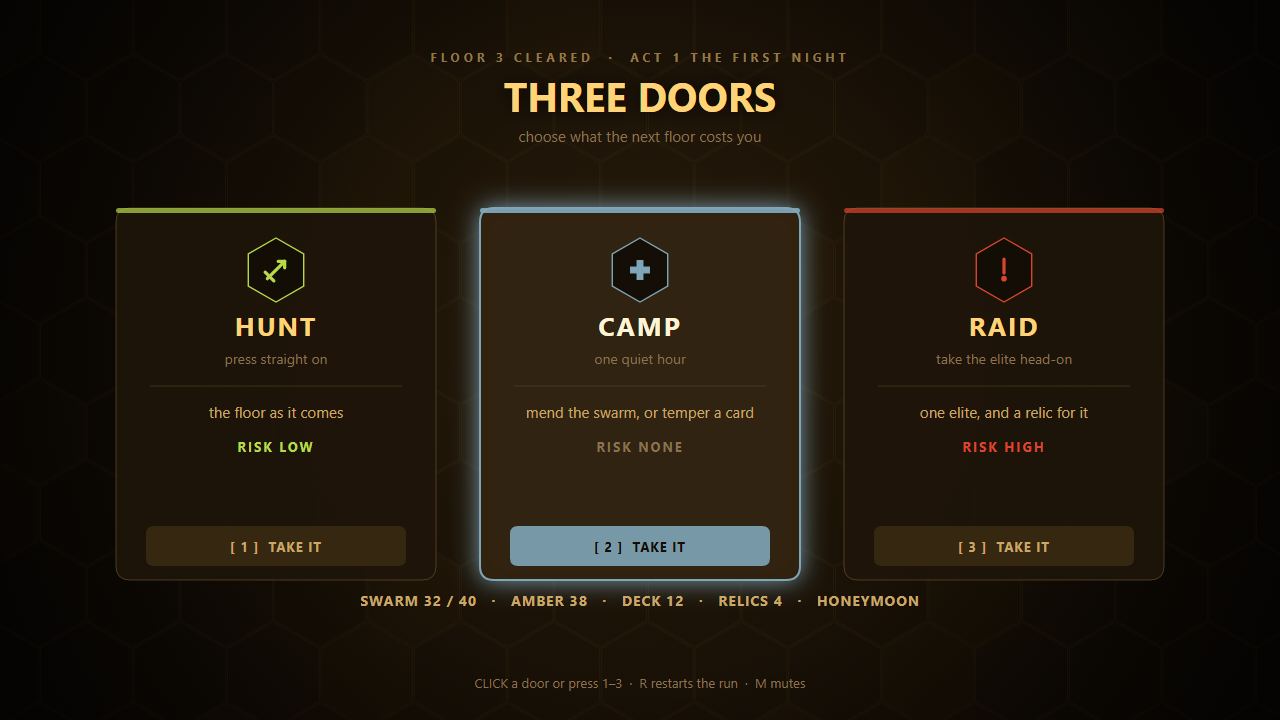 FLOOR 3 CLEARED · ACT 1 THE FIRST NIGHT
THREE DOORS
choose what the next floor costs you
HUNT
press straight on
the floor as it comes
RISK LOW
[ 1 ] TAKE IT
CAMP
one quiet hour
mend the swarm, or temper a card
RISK NONE
[ 2 ] TAKE IT
RAID
take the elite head-on
one elite, and a relic for it
RISK HIGH
[ 3 ] TAKE IT
SWARM 32 / 40 · AMBER 38 · DECK 12 · RELICS 4 · HONEYMOON
CLICK a door or press 1–3 · R restarts the run · M mutes